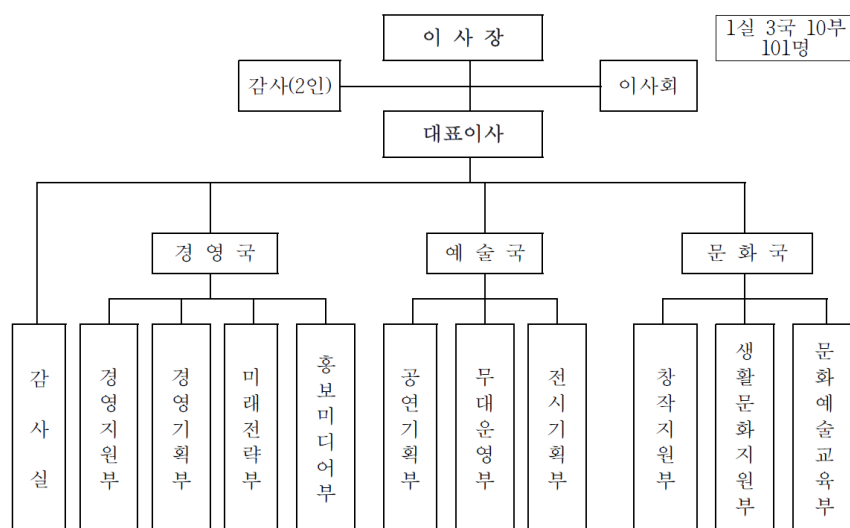 이 사 장
1실 3국 10부
101명
감사(2인)
이사회
대표이사
경 영 국
예 술 국
문 화 국
감 사 실
경영지원부
경영기획부
미래전략부
홍보미디어부
공연기획부
무대운영부
전시기획부
창작지원부
생활문화지원부
문화예술교육부